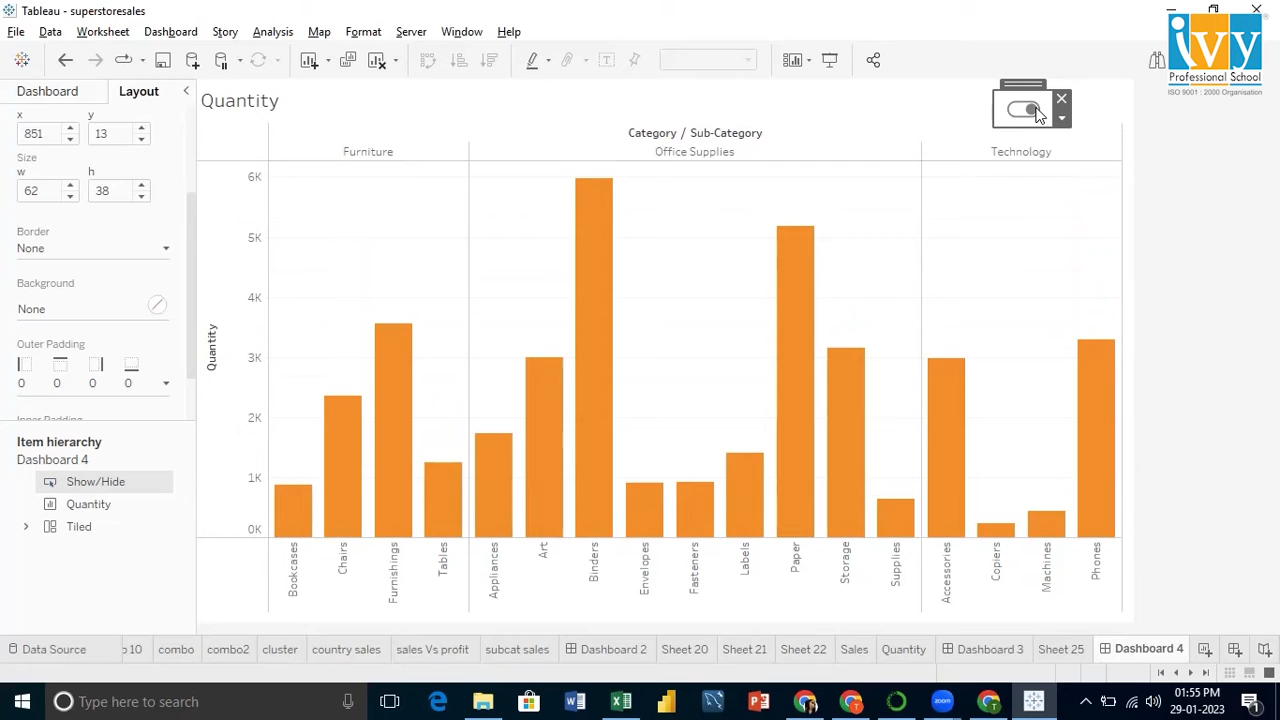 Tableau - superstoresales
File Data Worksheet Dashboard Story Analysis Map Format Server Window Help
ivy
Professional School
ISO 9001 : 2000 Organisation
Dashboard Layout
x y
851 13
Size
w h
62 38
Border
None
Background
None
Outer Padding
0 0 0 0
Inner Padding
Item hierarchy
Dashboard 4
Show/Hide
Quantity
Tiled
Quantity
Category / Sub-Category
Furniture Office Supplies Technology
6K
5K
4K
3K
2K
1K
0K
Quantity
Bookcases Chairs Furnishings Tables Appliances Art Binders Envelopes Fasteners Labels Paper Storage Supplies Accessories Copiers Machines Phones
Data Source 10 combo combo2 cluster country sales sales Vs profit subcat sales Dashboard 2 Sheet 20 Sheet 21 Sheet 22 Sales Quantity Dashboard 3 Sheet 25 Dashboard 4
Type here to search
01:55 PM
29-01-2023